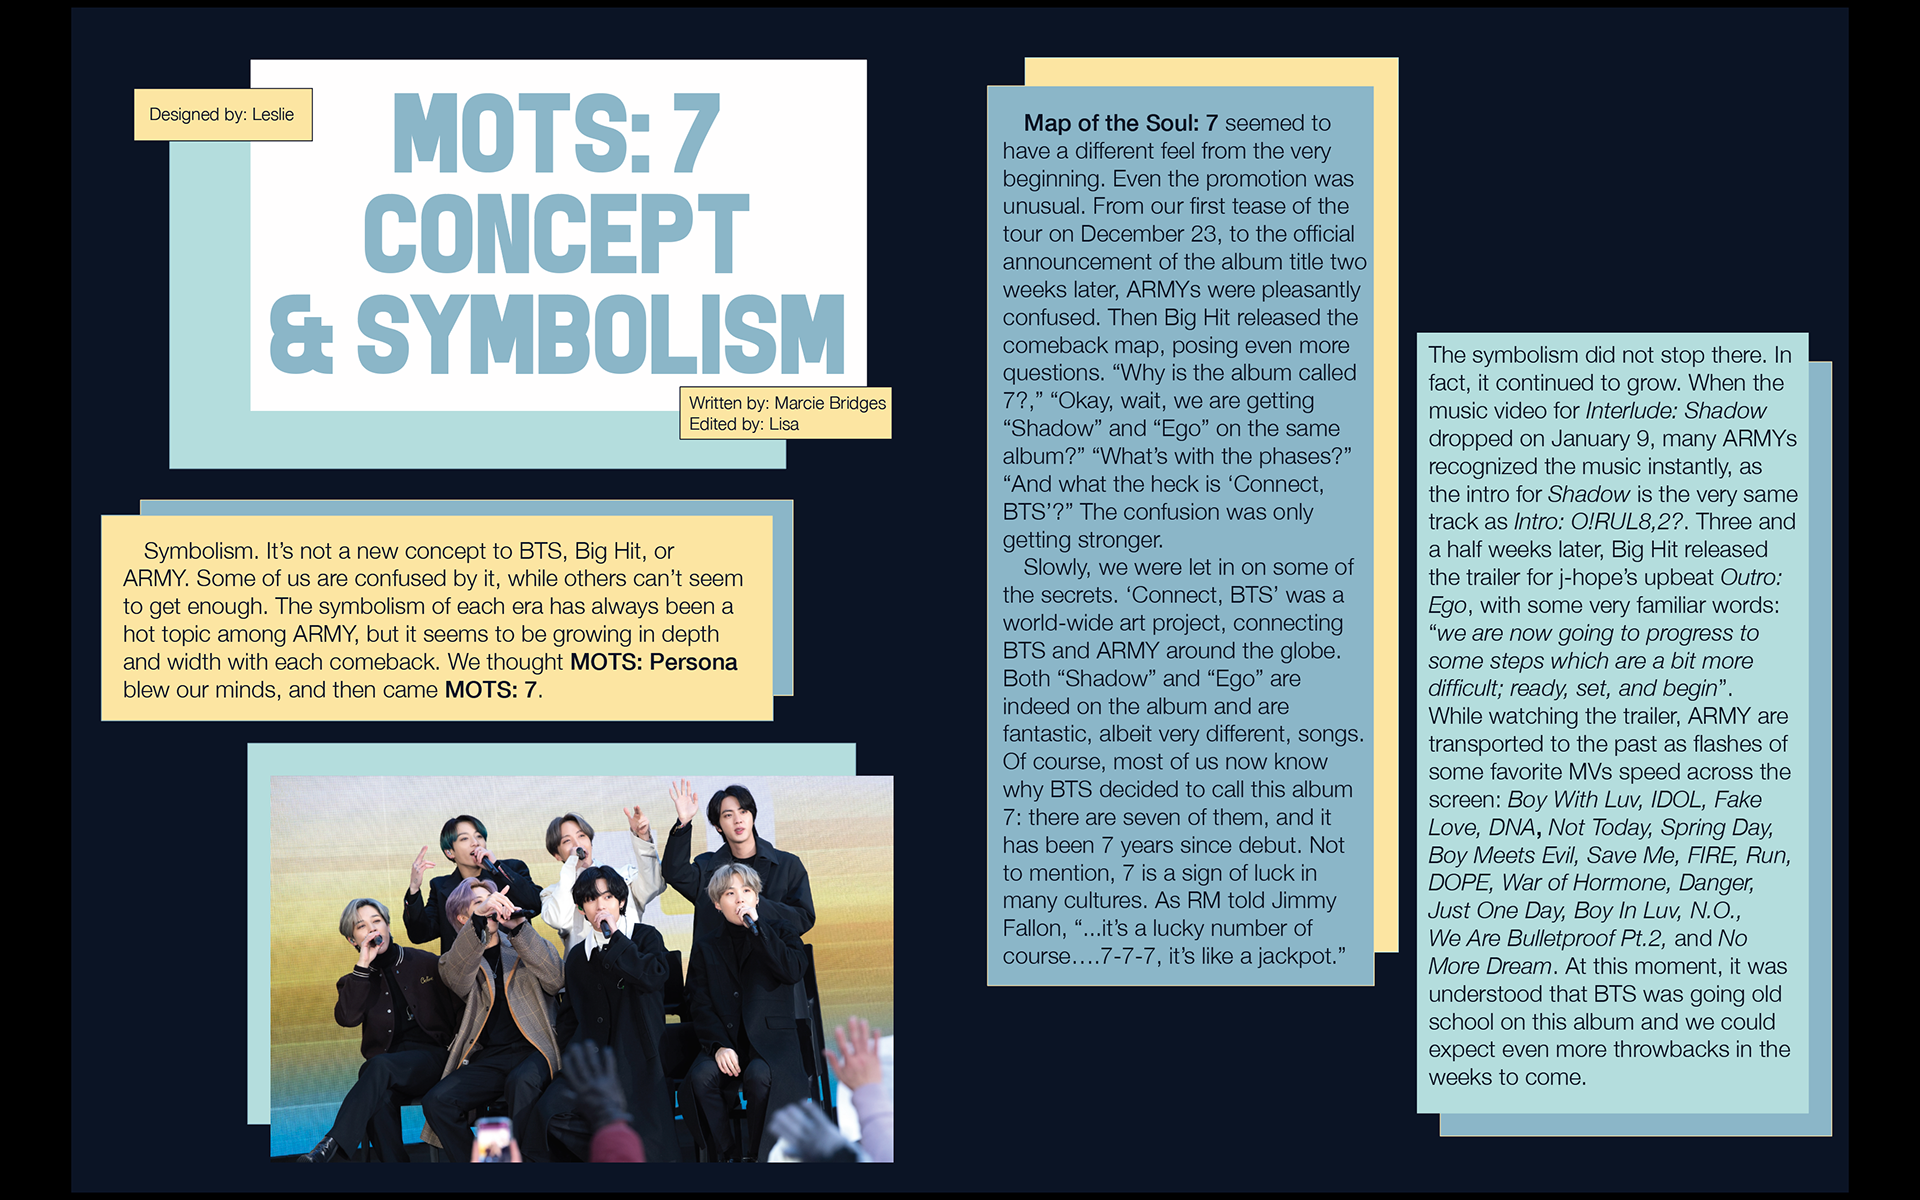 Designed by: Leslie
MOTS: 7
CONCEPT
& SYMBOLISM
Written by: Marcie Bridges
Edited by: Lisa
Symbolism. It’s not a new concept to BTS, Big Hit, or
ARMY. Some of us are confused by it, while others can’t seem
to get enough. The symbolism of each era has always been a
hot topic among ARMY, but it seems to be growing in depth
and width with each comeback. We thought MOTS: Persona
blew our minds, and then came MOTS: 7.
Map of the Soul: 7 seemed to
have a different feel from the very
beginning. Even the promotion was
unusual. From our first tease of the
tour on December 23, to the official
announcement of the album title two
weeks later, ARMYs were pleasantly
confused. Then Big Hit released the
comeback map, posing even more
questions. “Why is the album called
7?,” “Okay, wait, we are getting
“Shadow” and “Ego” on the same
album?” “What’s with the phases?”
“And what the heck is ‘Connect,
BTS’?” The confusion was only
getting stronger.
Slowly, we were let in on some of
the secrets. ‘Connect, BTS’ was a
world-wide art project, connecting
BTS and ARMY around the globe.
Both “Shadow” and “Ego” are
indeed on the album and are
fantastic, albeit very different, songs.
Of course, most of us now know
why BTS decided to call this album
7: there are seven of them, and it
has been 7 years since debut. Not
to mention, 7 is a sign of luck in
many cultures. As RM told Jimmy
Fallon, “...it’s a lucky number of
course....7-7-7, it’s like a jackpot.”
The symbolism did not stop there. In
fact, it continued to grow. When the
music video for Interlude: Shadow
dropped on January 9, many ARMYs
recognized the music instantly, as
the intro for Shadow is the very same
track as Intro: O!RUL8,2?. Three and
a half weeks later, Big Hit released
the trailer for j-hope’s upbeat Outro:
Ego, with some very familiar words:
“we are now going to progress to
some steps which are a bit more
difficult; ready, set, and begin”.
While watching the trailer, ARMY are
transported to the past as flashes of
some favorite MVs speed across the
screen: Boy With Luv, IDOL, Fake
Love, DNA, Not Today, Spring Day,
Boy Meets Evil, Save Me, FIRE, Run,
DOPE, War of Hormone, Danger,
Just One Day, Boy In Luv, N.O.,
We Are Bulletproof Pt.2, and No
More Dream. At this moment, it was
understood that BTS was going old
school on this album and we could
expect even more throwbacks in the
weeks to come.